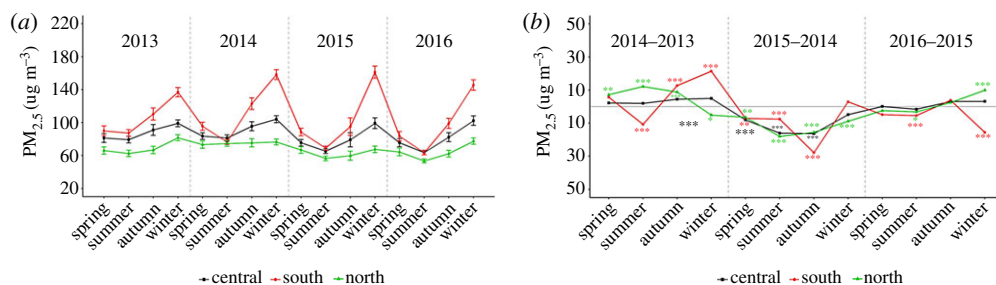 (a)
220
180
140
100
60
20
PM2.5 (ug m–3)
2013 2014 2015 2016
spring summer autumn winter spring summer autumn winter spring summer autumn winter spring summer autumn winter
central south north
(b)
50
30
10
10
30
50
PM2.5 (ug m–3)
2014–2013 2015–2014 2016–2015
** *** *** *** *** *** * *** ** ** *** *** *** *** *** *** *** *** * *** *** ***
spring summer autumn winter spring summer autumn winter spring summer autumn winter
central south north